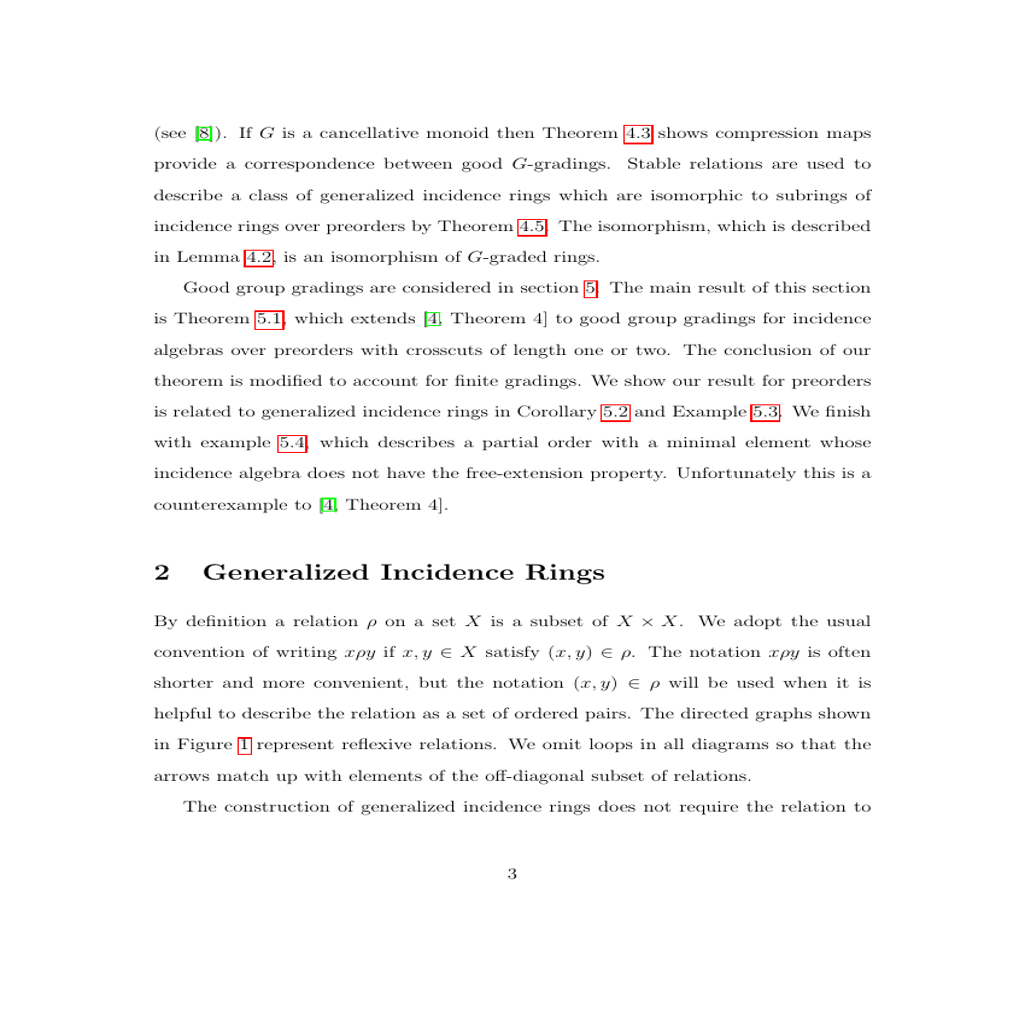 (see [8]). If G is a cancellative monoid then Theorem 4.3 shows compression maps
provide a correspondence between good G-gradings. Stable relations are used to
describe a class of generalized incidence rings which are isomorphic to subrings of
incidence rings over preorders by Theorem 4.5. The isomorphism, which is described
in Lemma 4.2, is an isomorphism of G-graded rings.
Good group gradings are considered in section 5. The main result of this section
is Theorem 5.1, which extends [4, Theorem 4] to good group gradings for incidence
algebras over preorders with crosscuts of length one or two. The conclusion of our
theorem is modified to account for finite gradings. We show our result for preorders
is related to generalized incidence rings in Corollary 5.2 and Example 5.3. We finish
with example 5.4, which describes a partial order with a minimal element whose
incidence algebra does not have the free-extension property. Unfortunately this is a
counterexample to [4, Theorem 4].
2 Generalized Incidence Rings
By definition a relation ρ on a set X is a subset of X × X. We adopt the usual
convention of writing xρy if x, y ∈ X satisfy (x, y) ∈ ρ. The notation xρy is often
shorter and more convenient, but the notation (x, y) ∈ ρ will be used when it is
helpful to describe the relation as a set of ordered pairs. The directed graphs shown
in Figure 1 represent reflexive relations. We omit loops in all diagrams so that the
arrows match up with elements of the off-diagonal subset of relations.
The construction of generalized incidence rings does not require the relation to
3